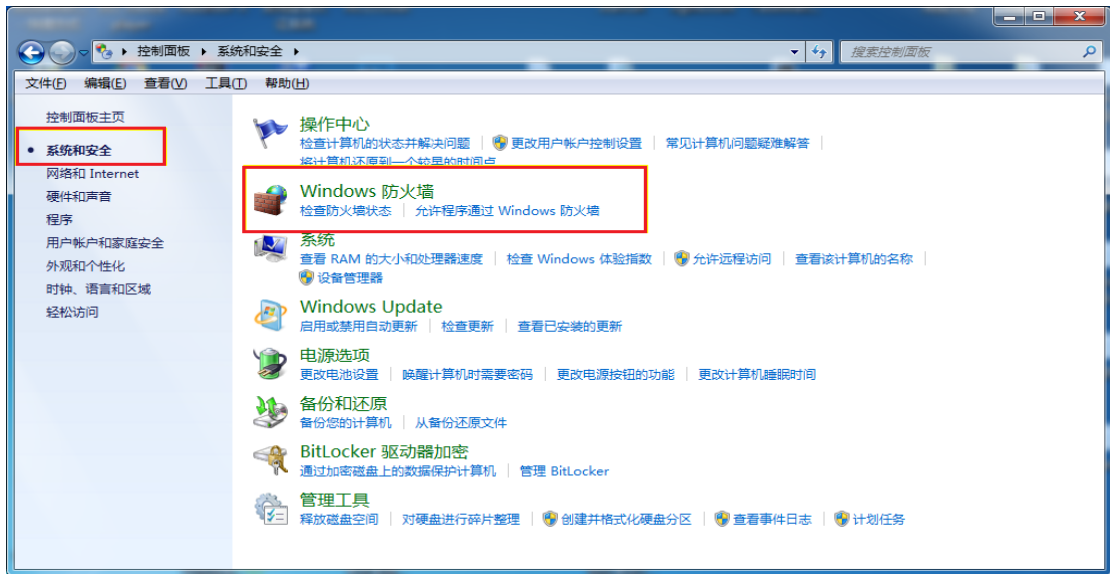 控制面板 ▸ 系统和安全 ▸
搜索控制面板
文件(F) 编辑(E) 查看(V) 工具(T) 帮助(H)
控制面板主页
系统和安全
网络和 Internet
硬件和声音
程序
用户帐户和家庭安全
外观和个性化
时钟、语言和区域
轻松访问
操作中心
检查计算机的状态并解决问题 更改用户帐户控制设置 常见计算机问题疑难解答
将计算机还原到一个较早的时间点
Windows 防火墙
检查防火墙状态 允许程序通过 Windows 防火墙
系统
查看 RAM 的大小和处理器速度 检查 Windows 体验指数 允许远程访问 查看该计算机的名称
设备管理器
Windows Update
启用或禁用自动更新 检查更新 查看已安装的更新
电源选项
更改电池设置 唤醒计算机时需要密码 更改电源按钮的功能 更改计算机睡眠时间
备份和还原
备份您的计算机 从备份还原文件
BitLocker 驱动器加密
通过加密磁盘上的数据保护计算机 管理 BitLocker
管理工具
释放磁盘空间 对硬盘进行碎片整理 创建并格式化硬盘分区 查看事件日志 计划任务